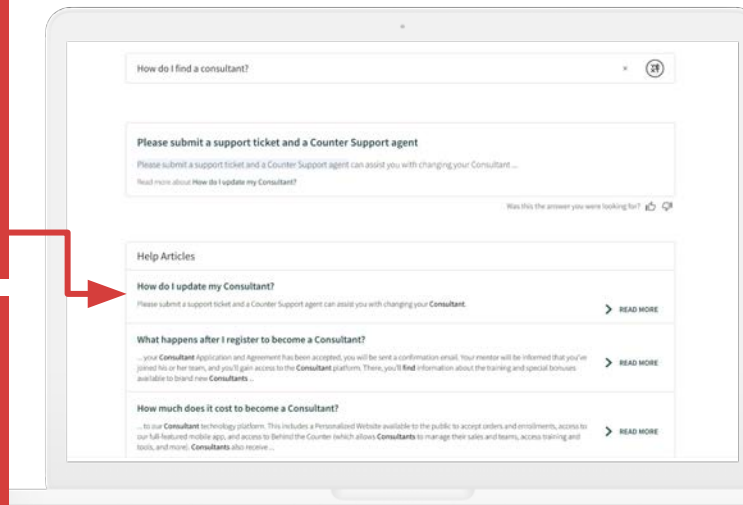 How do I find a consultant?
×
Please submit a support ticket and a Counter Support agent
Please submit a support ticket and a Counter Support agent can assist you with changing your Consultant ...
Read more about How do I update my Consultant?
Was this the answer you were looking for?
Help Articles
How do I update my Consultant?
Please submit a support ticket and a Counter Support agent can assist you with changing your Consultant.
READ MORE
What happens after I register to become a Consultant?
... your Consultant Application and Agreement has been accepted, you will be sent a confirmation email. Your mentor will be informed that you've
joined his or her team, and you'll gain access to the Consultant platform. There, you'll find information about the training and special bonuses
available to brand new Consultants ...
READ MORE
How much does it cost to become a Consultant?
... to our Consultant technology platform. This includes a Personalized Website available to the public to accept orders and enrollments, access to
our full-featured mobile app, and access to Behind the Counter (which allows Consultants to manage their sales and teams, access training and
tools, and more). Consultants also receive ...
READ MORE